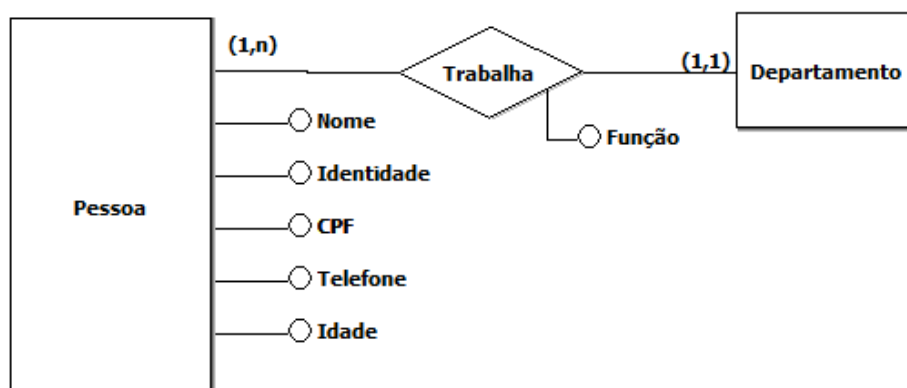 (1,n)
Trabalha
(1,1)
Departamento
Nome
Função
Identidade
Pessoa
CPF
Telefone
Idade